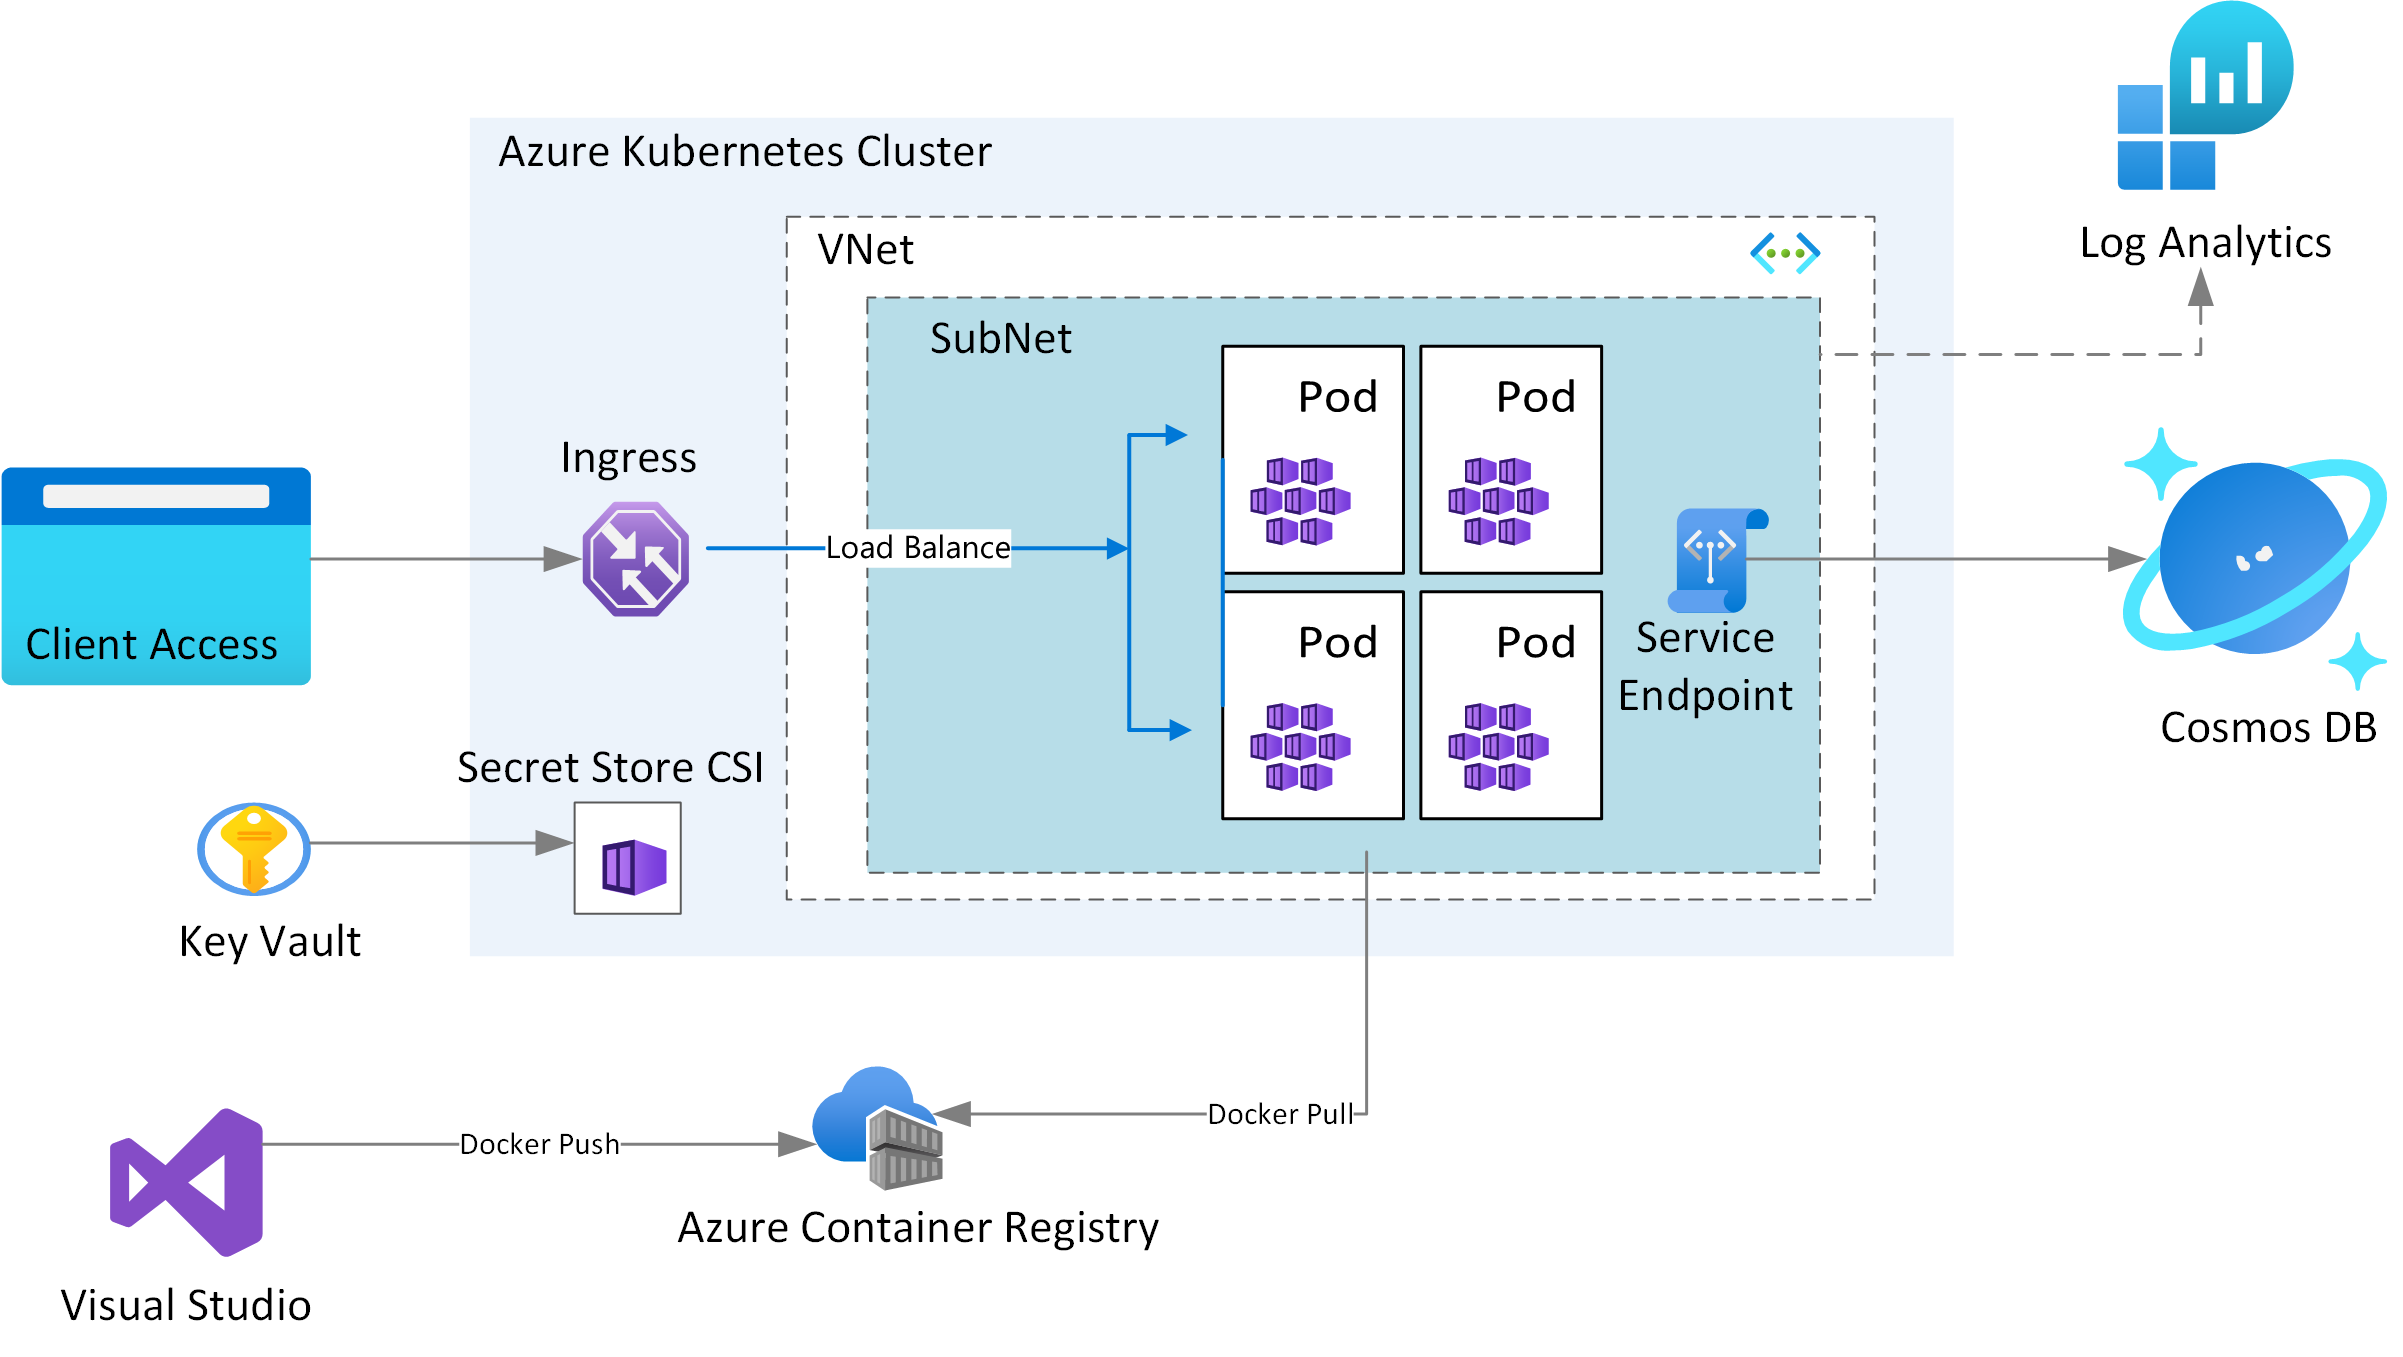 Azure Kubernetes Cluster
VNet
SubNet
Log Analytics
Pod
Pod
Ingress
Load Balance
Client Access
Pod
Pod
Service
Endpoint
Cosmos DB
Secret Store CSI
Key Vault
Docker Push
Docker Pull
Azure Container Registry
Visual Studio